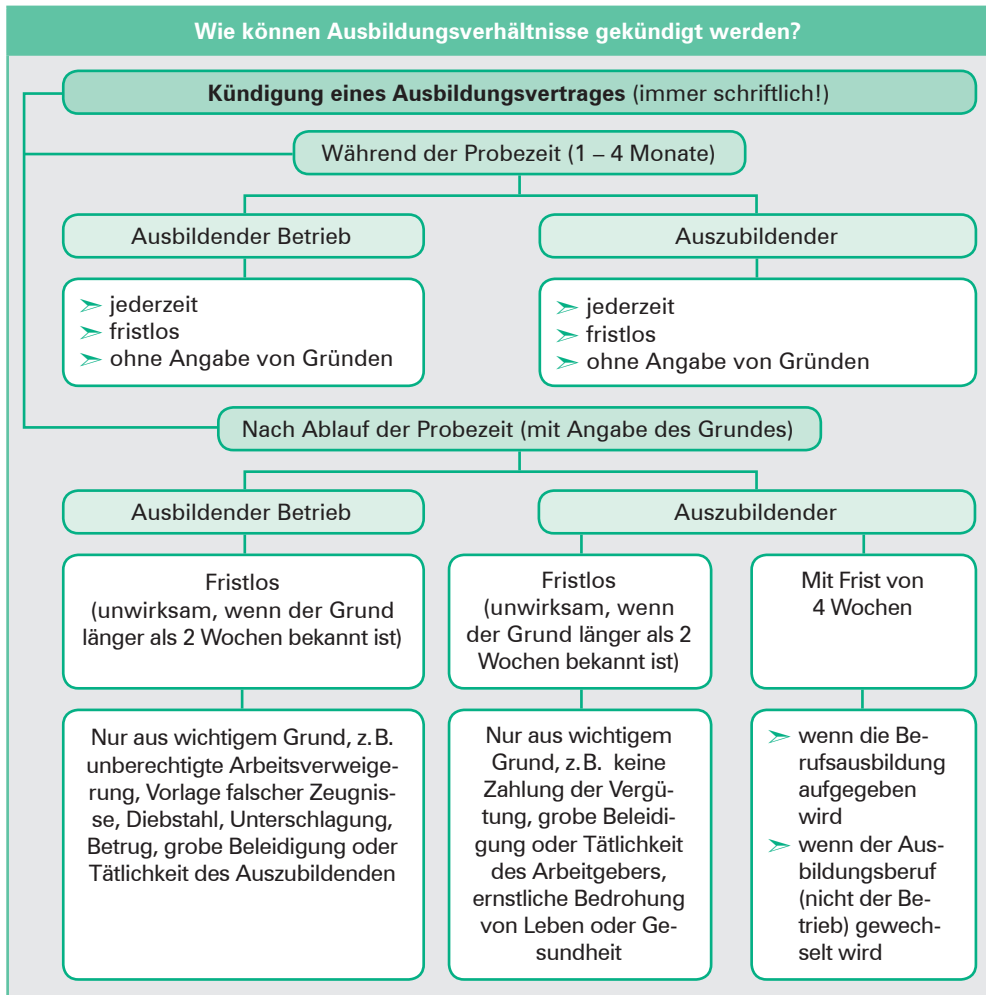 Wie können Ausbildungsverhältnisse gekündigt werden?
Kündigung eines Ausbildungsvertrages (immer schriftlich!)
Während der Probezeit (1 – 4 Monate)
Ausbildender Betrieb
➣ jederzeit
➣ fristlos
➣ ohne Angabe von Gründen
Auszubildender
➣ jederzeit
➣ fristlos
➣ ohne Angabe von Gründen
Nach Ablauf der Probezeit (mit Angabe des Grundes)
Ausbildender Betrieb
Fristlos
(unwirksam, wenn der Grund
länger als 2 Wochen bekannt ist)
Nur aus wichtigem Grund, z. B.
unberechtigte Arbeitsverweige-
rung, Vorlage falscher Zeugnis-
se, Diebstahl, Unterschlagung,
Betrug, grobe Beleidigung oder
Tätlichkeit des Auszubildenden
Auszubildender
Fristlos
(unwirksam, wenn
der Grund länger als 2
Wochen bekannt ist)
Nur aus wichtigem
Grund, z. B. keine
Zahlung der Vergü-
tung, grobe Beleidi-
gung oder Tätlichkeit
des Arbeitgebers,
ernstliche Bedrohung
von Leben oder Ge-
sundheit
Mit Frist von
4 Wochen
➣ wenn die Be-
rufsausbildung
aufgegeben
wird
➣ wenn der Aus-
bildungsberuf
(nicht der Be-
trieb) gewech-
selt wird